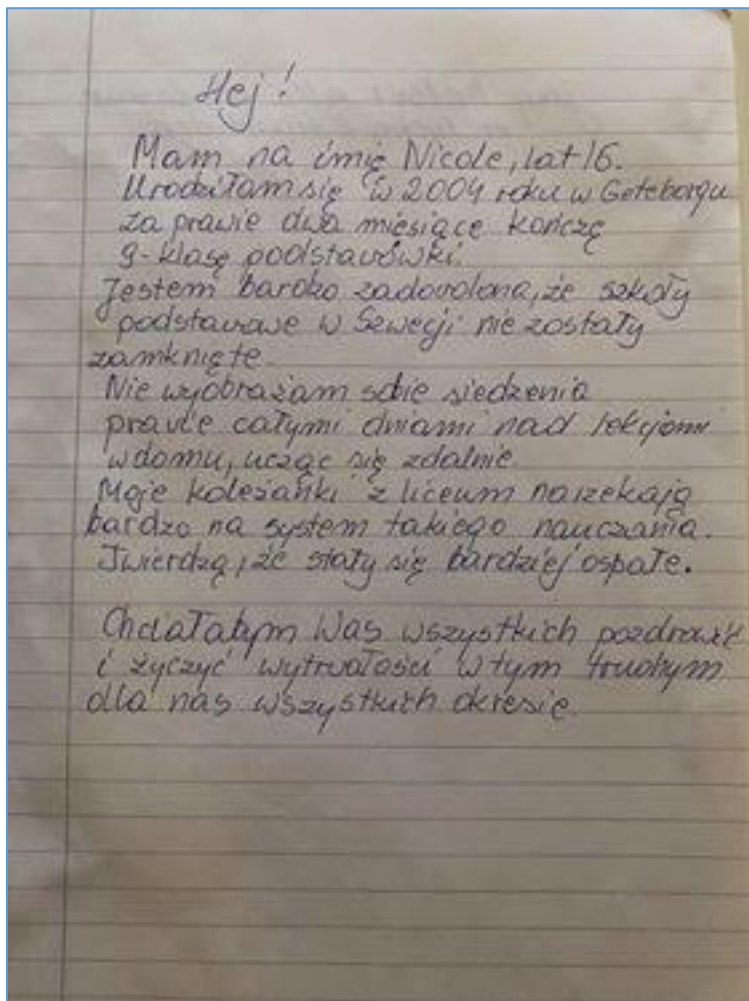 Hej!
Mam na imię Nicole, lat 16.
Urodziłam się w 2004 roku w Geteborgu
za prawie dwa miesiące kończę
9-klasę podstawówki.
Jestem bardzo zadowolona, że szkoły
podstawowe w Szwecji nie zostały
zamknięte.
Nie wyobrażam sobie siedzenia
prawie całymi dniami nad lekcjami
w domu, ucząc się zdalnie.
Moje koleżanki z liceum narzekają
bardzo na system takiego nauczania.
Twierdzą, że stały się bardziej ospałe.
Chciałabym Was wszystkich pozdrowić
i życzyć wytrwałości w tym trudnym
dla nas wszystkich okresie.